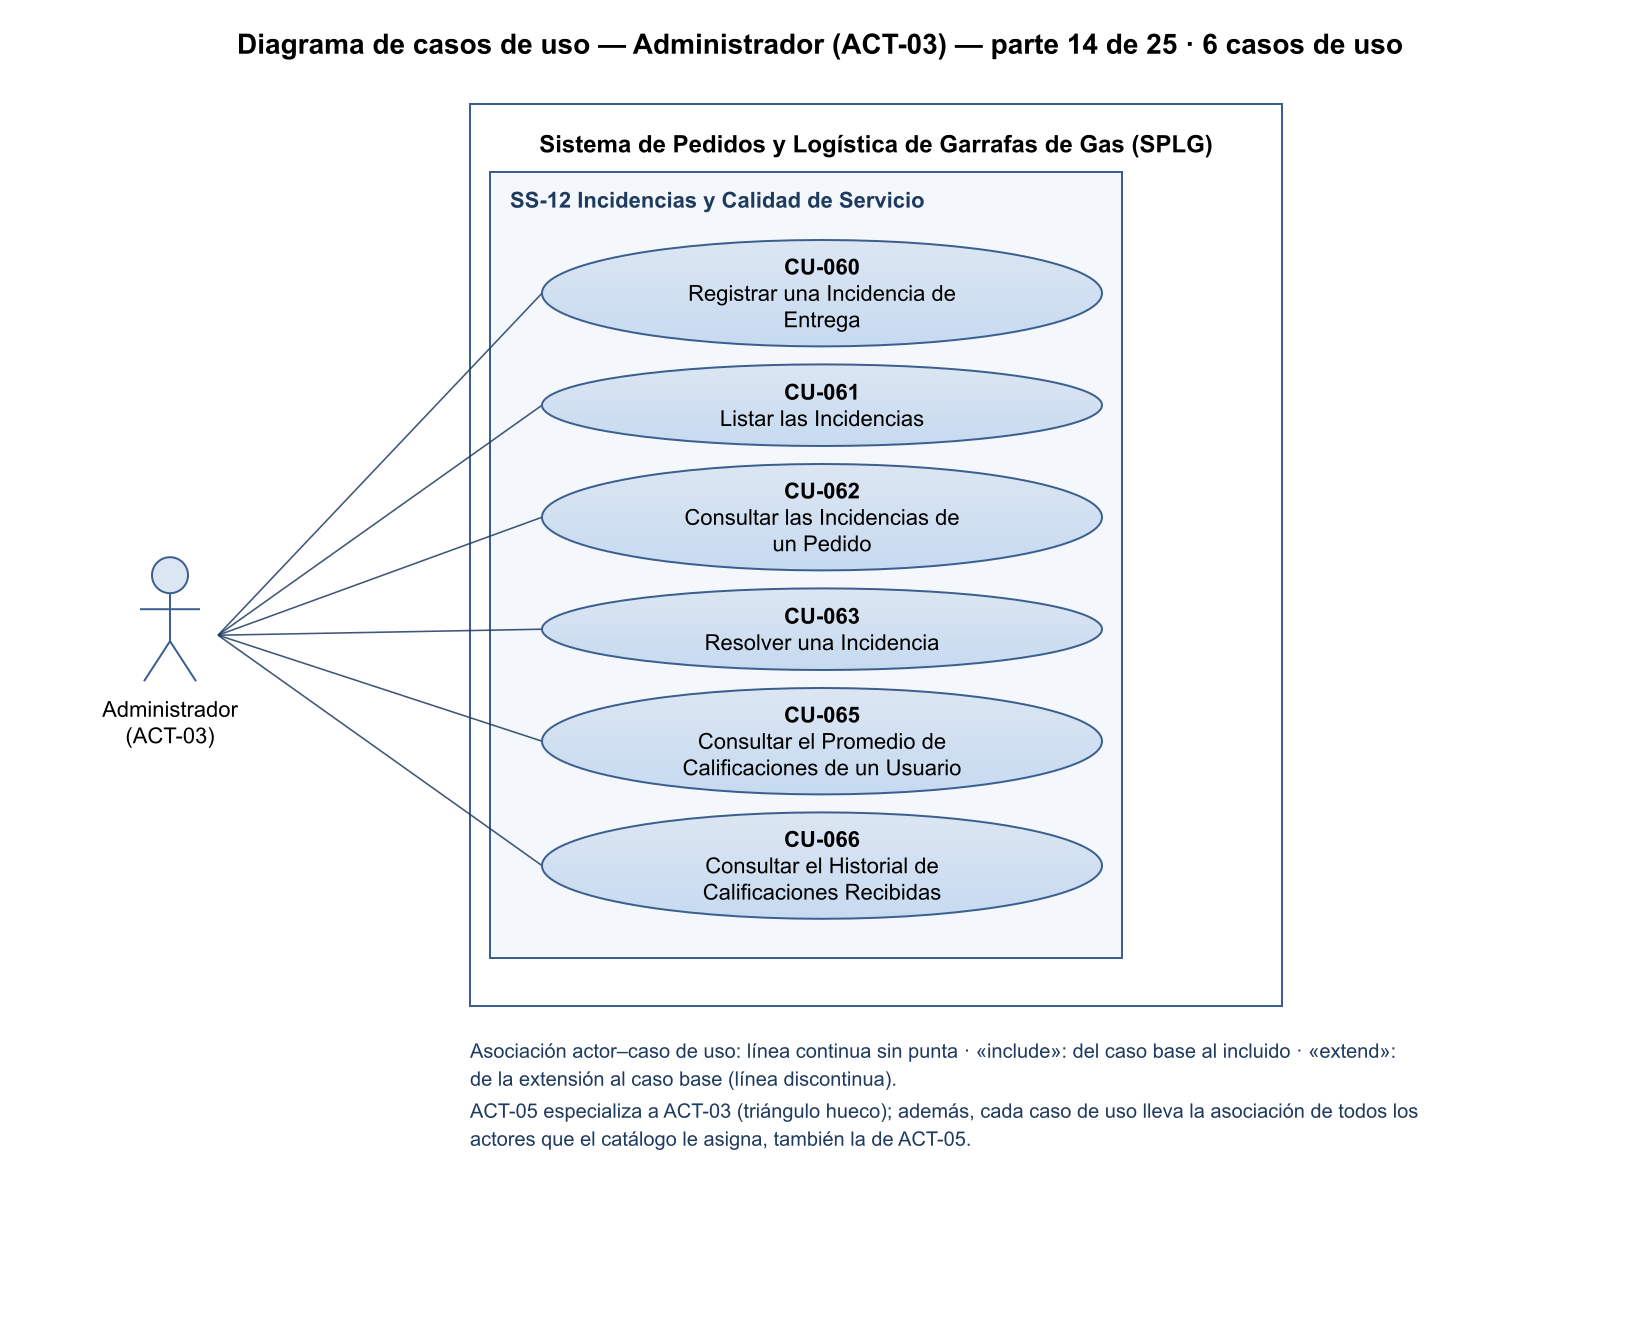 Diagrama de casos de uso — Administrador (ACT-03) — parte 14 de 25 · 6 casos de uso
Sistema de Pedidos y Logística de Garrafas de Gas (SPLG)
SS-12 Incidencias y Calidad de Servicio
CU-060
Registrar una Incidencia de
Entrega
CU-061
Listar las Incidencias
CU-062
Consultar las Incidencias de
un Pedido
CU-063
Resolver una Incidencia
CU-065
Consultar el Promedio de
Calificaciones de un Usuario
CU-066
Consultar el Historial de
Calificaciones Recibidas
Administrador
(ACT-03)
Asociación actor–caso de uso: línea continua sin punta · «include»: del caso base al incluido · «extend»:
de la extensión al caso base (línea discontinua).
ACT-05 especializa a ACT-03 (triángulo hueco); además, cada caso de uso lleva la asociación de todos los
actores que el catálogo le asigna, también la de ACT-05.